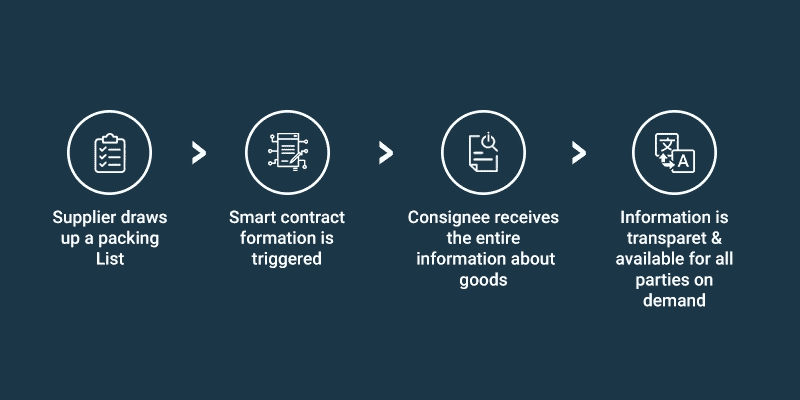 Supplier draws
up a packing
List
Smart contract
formation is
triggered
Consignee receives
the entire
information about
goods
文
A
Information is
transparet &
available for all
parties on
demand